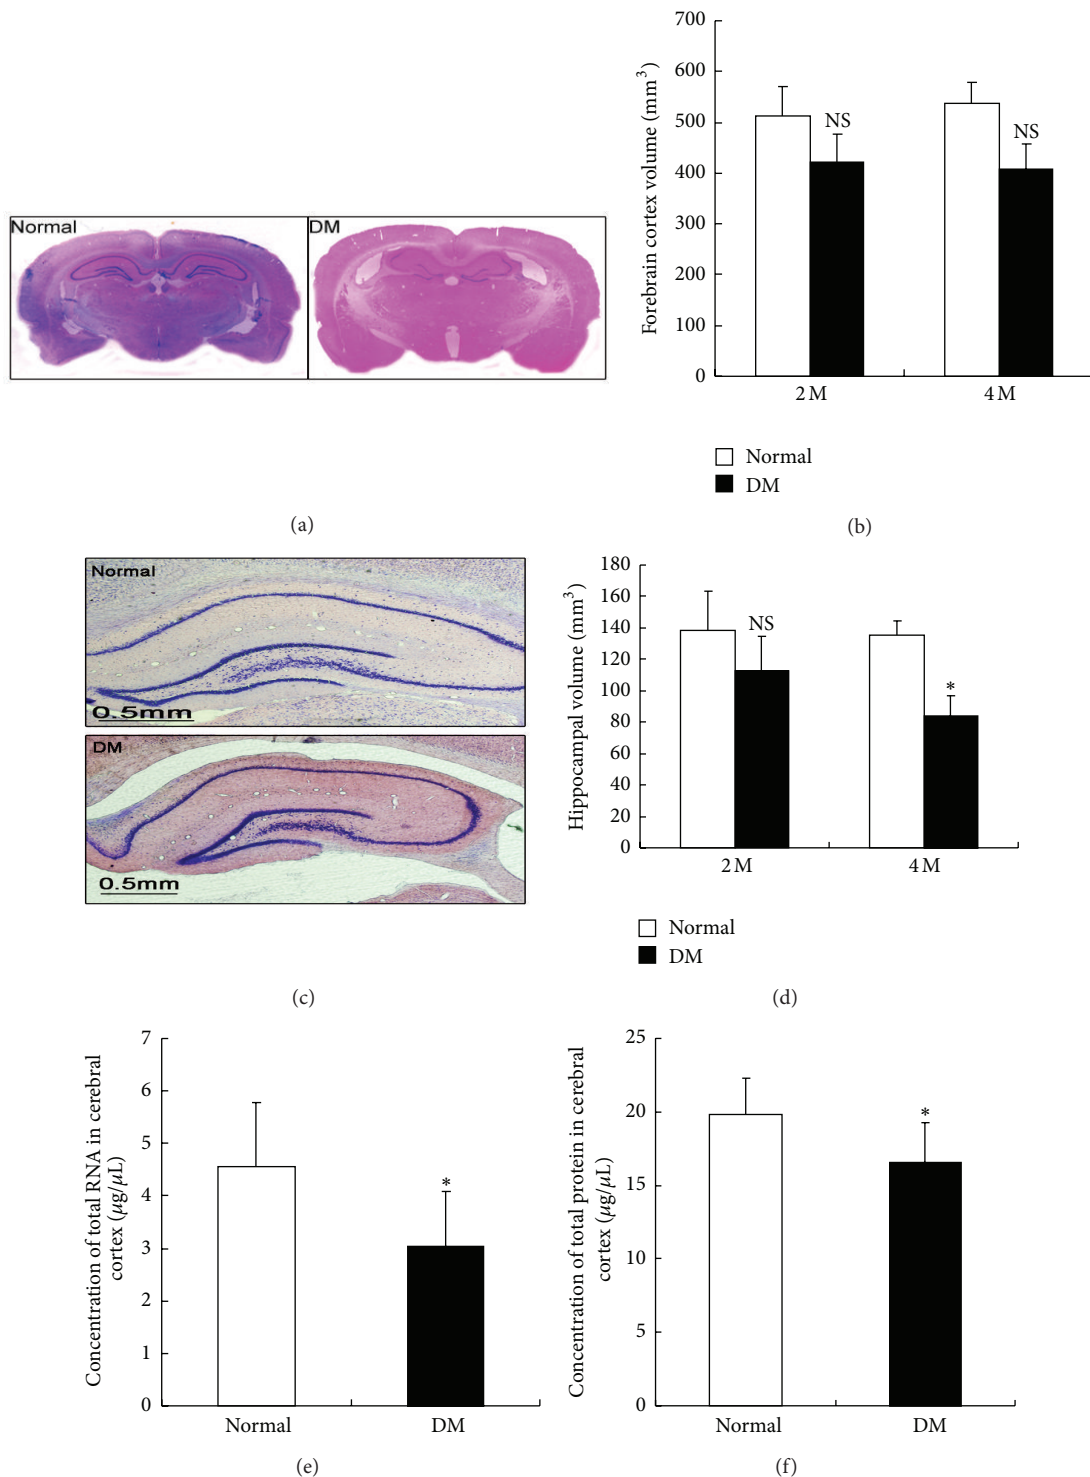 Normal
DM
(a)
Forebrain cortex volume (mm³)
700
600
500
400
300
200
100
0
NS
NS
2 M
4 M
Normal
DM
(b)
Normal
0.5mm
DM
0.5mm
(c)
Hippocampal volume (mm³)
180
160
140
120
100
80
60
40
20
0
NS
*
2 M
4 M
Normal
DM
(d)
Concentration of total RNA in cerebral
cortex (μg/μL)
7
6
5
4
3
2
1
0
*
Normal
DM
(e)
Concentration of total protein in cerebral
cortex (μg/μL)
25
20
15
10
5
0
*
Normal
DM
(f)